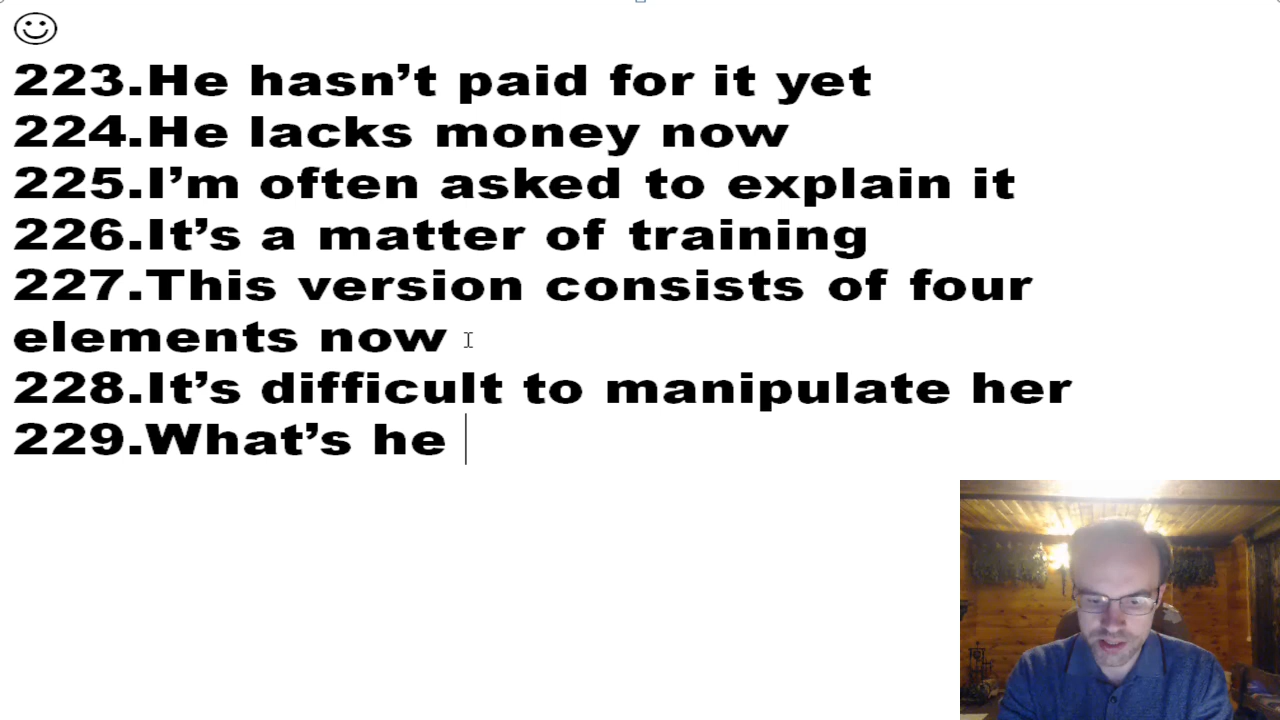 223.He hasn’t paid for it yet
224.He lacks money now
225.I’m often asked to explain it
226.It’s a matter of training
227.This version consists of four
elements now
228.It’s difficult to manipulate her
229.What’s he